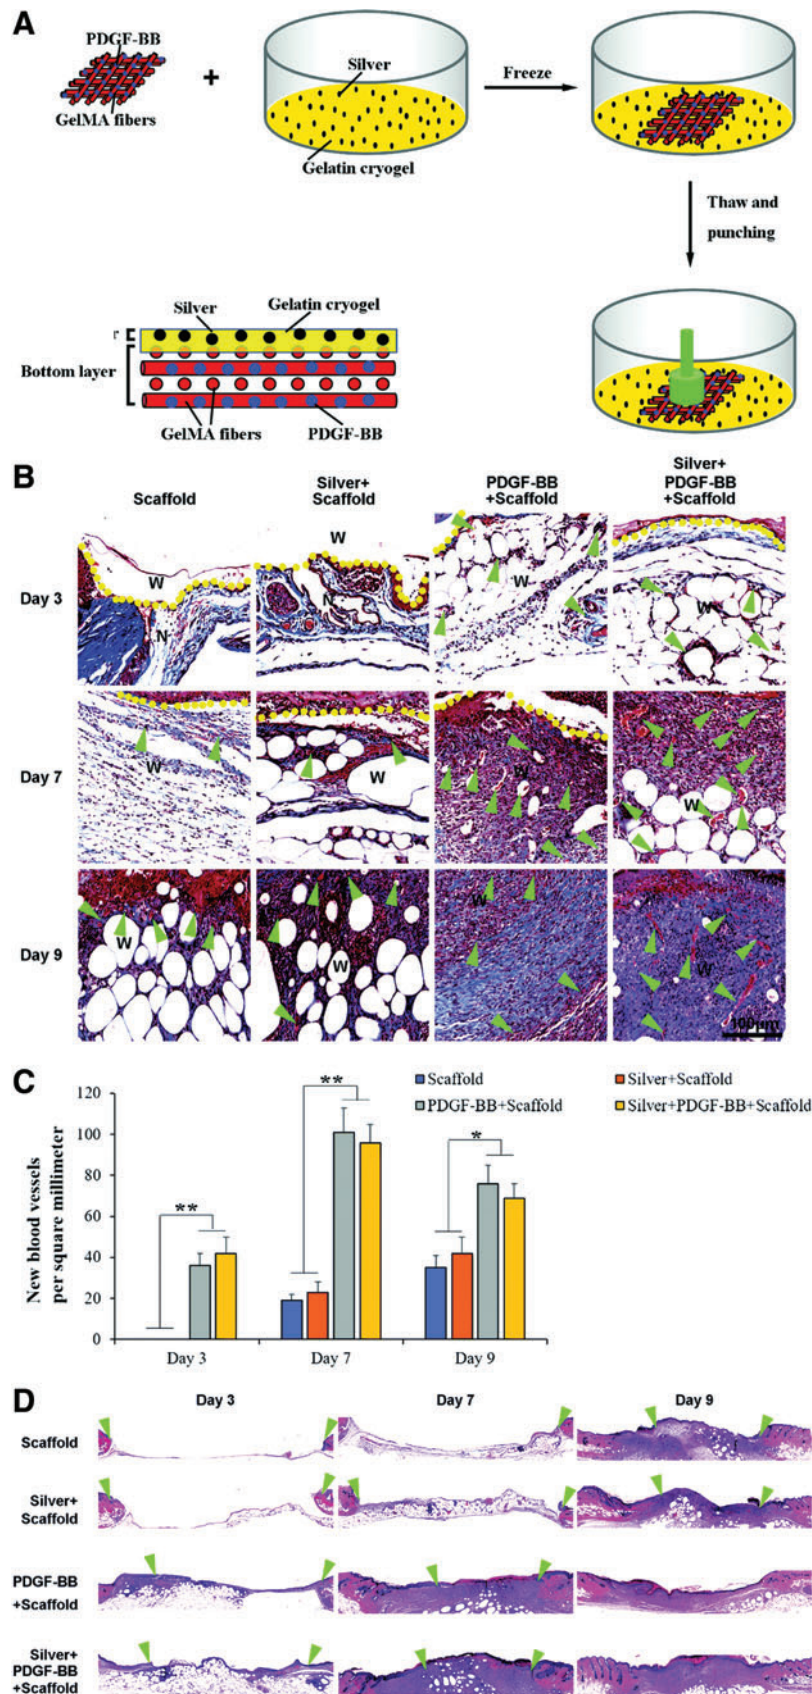 A
PDGF-BB
GelMA fibers
+
Silver
Gelatin cryogel
Freeze
Thaw and
punching
Silver
Gelatin cryogel
Bottom layer
GelMA fibers
PDGF-BB
B
Scaffold
Silver+
Scaffold
PDGF-BB
+Scaffold
Silver+
PDGF-BB
+Scaffold
Day 3
W
N
W
N
W
W
Day 7
W
W
W
W
Day 9
W
W
W
W
100μm
C
New blood vessels
per square millimeter
120
100
80
60
40
20
0
Scaffold
Silver+Scaffold
PDGF-BB+Scaffold
Silver+PDGF-BB+Scaffold
**
**
*
Day 3
Day 7
Day 9
D
Day 3
Day 7
Day 9
Scaffold
Silver+
Scaffold
PDGF-BB
+Scaffold
Silver+
PDGF-BB
+Scaffold